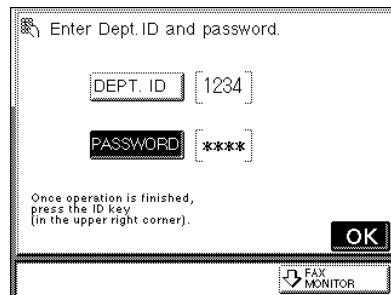 Enter Dept. ID and password.
DEPT. ID 1234
PASSWORD ****
Once operation is finished,
press the ID key
(in the upper right corner).
OK
FAX
MONITOR